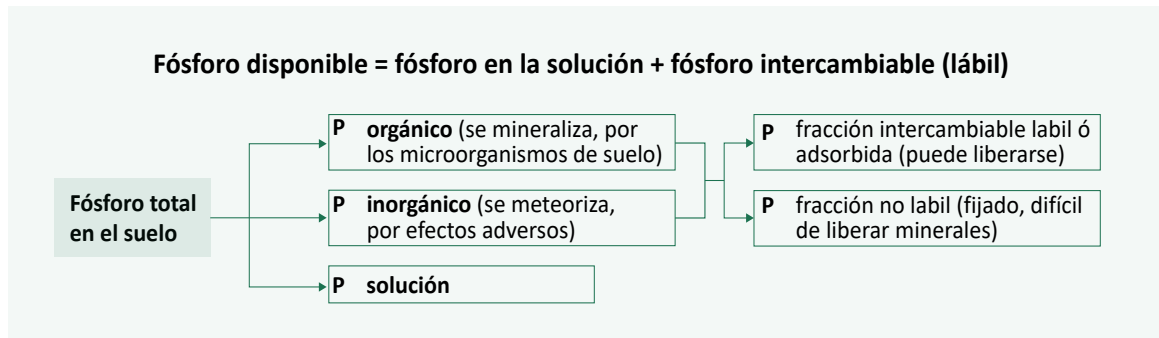 Fósforo disponible = fósforo en la solución + fósforo intercambiable (lábil)
Fósforo total
en el suelo
P orgánico (se mineraliza, por
los microorganismos de suelo)
P inorgánico (se meteoriza,
por efectos adversos)
P solución
P fracción intercambiable labil ó
adsorbida (puede liberarse)
P fracción no labil (fijado, difícil
de liberar minerales)